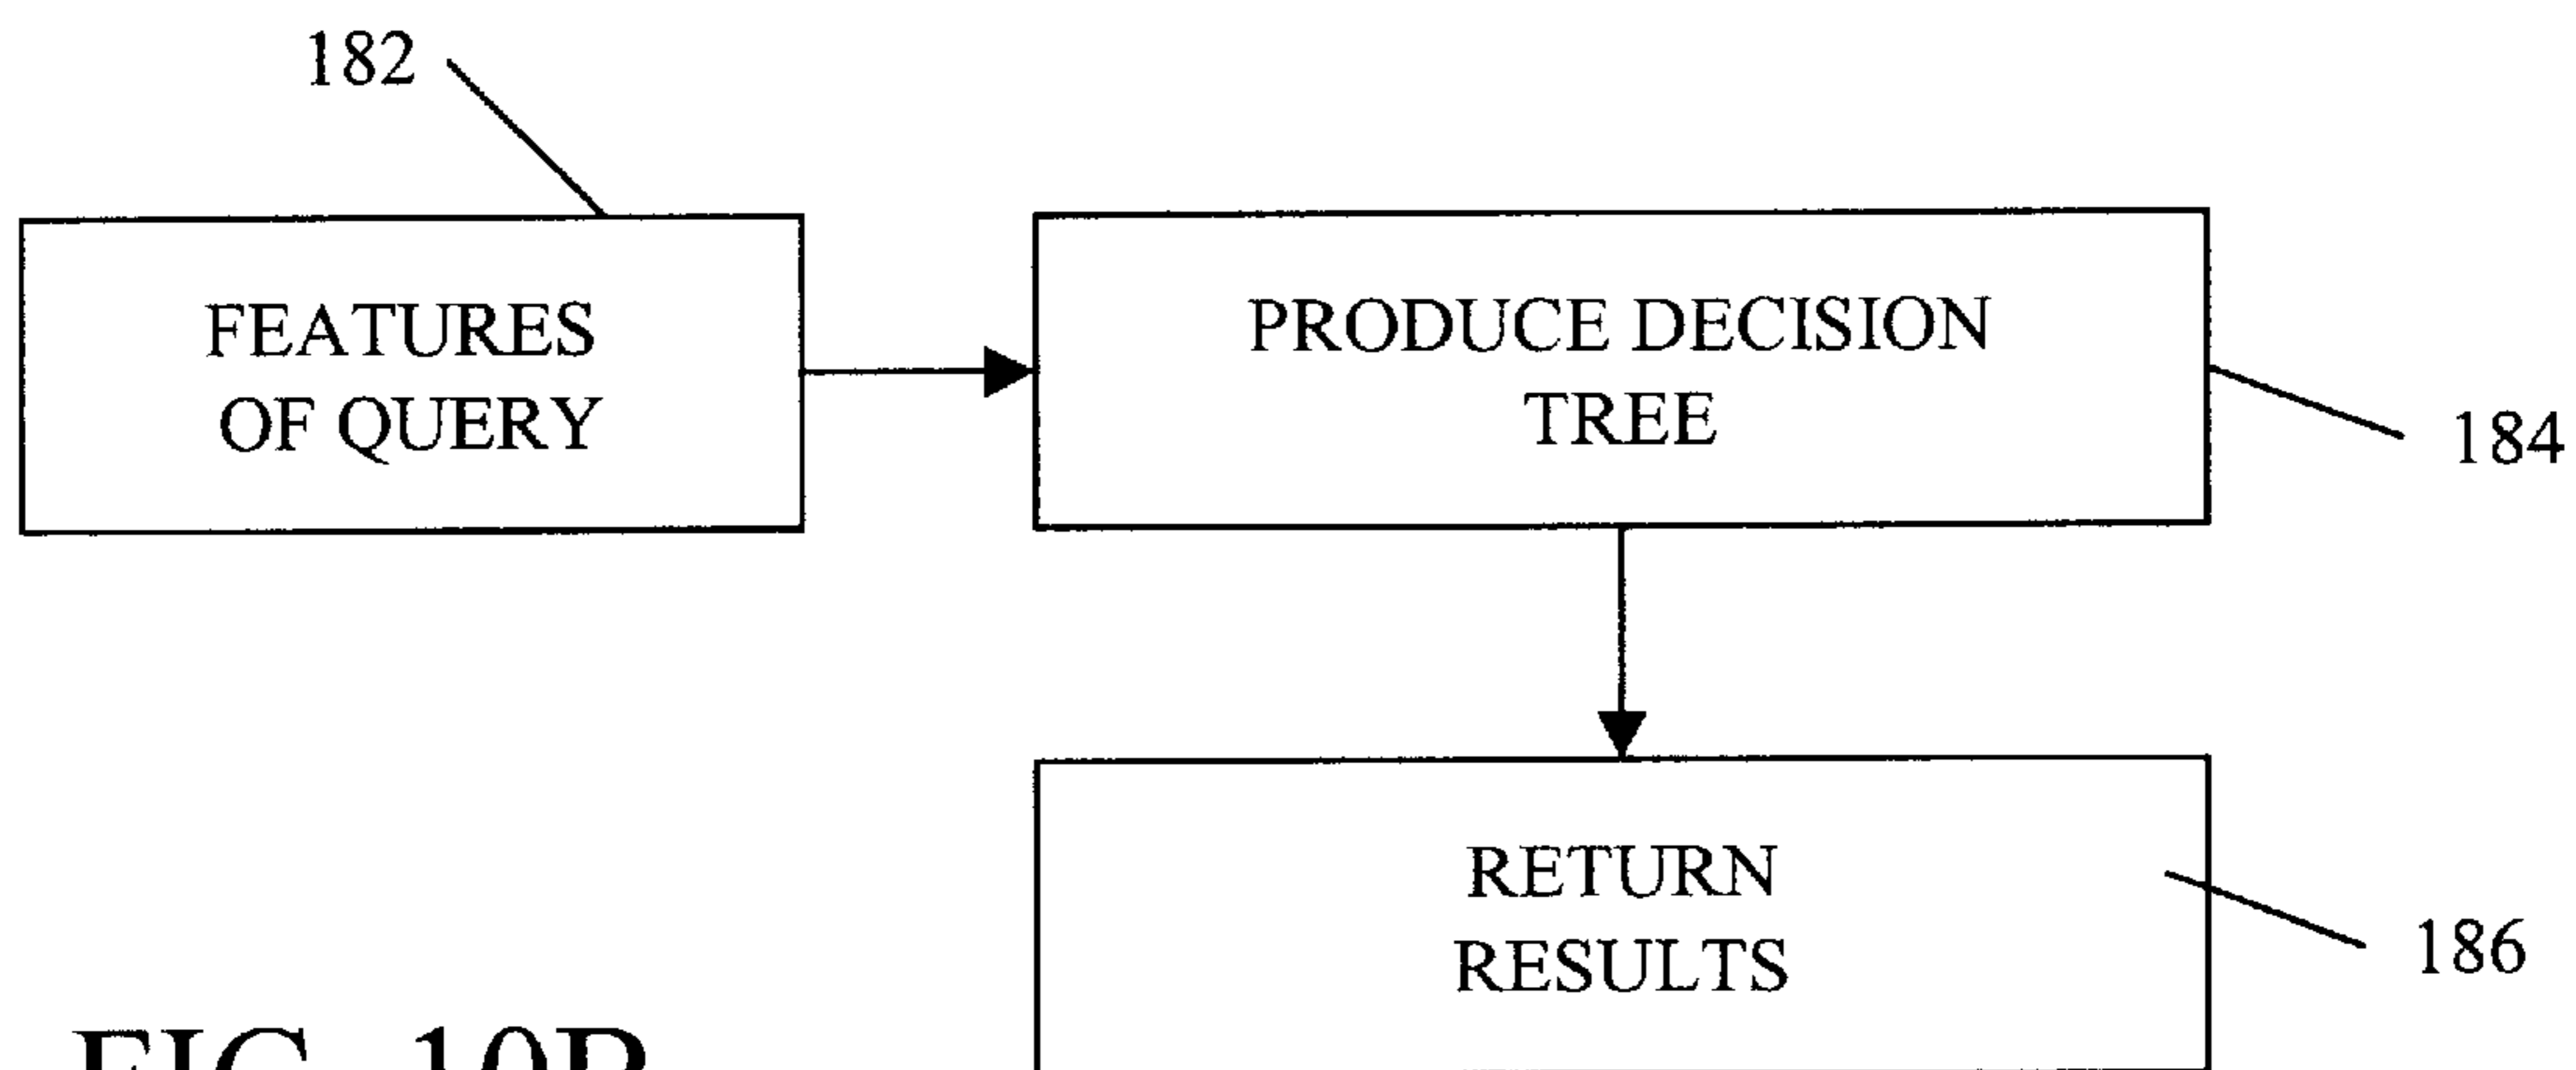 182
FEATURES
OF QUERY
PRODUCE DECISION
TREE
184
RETURN
RESULTS
186